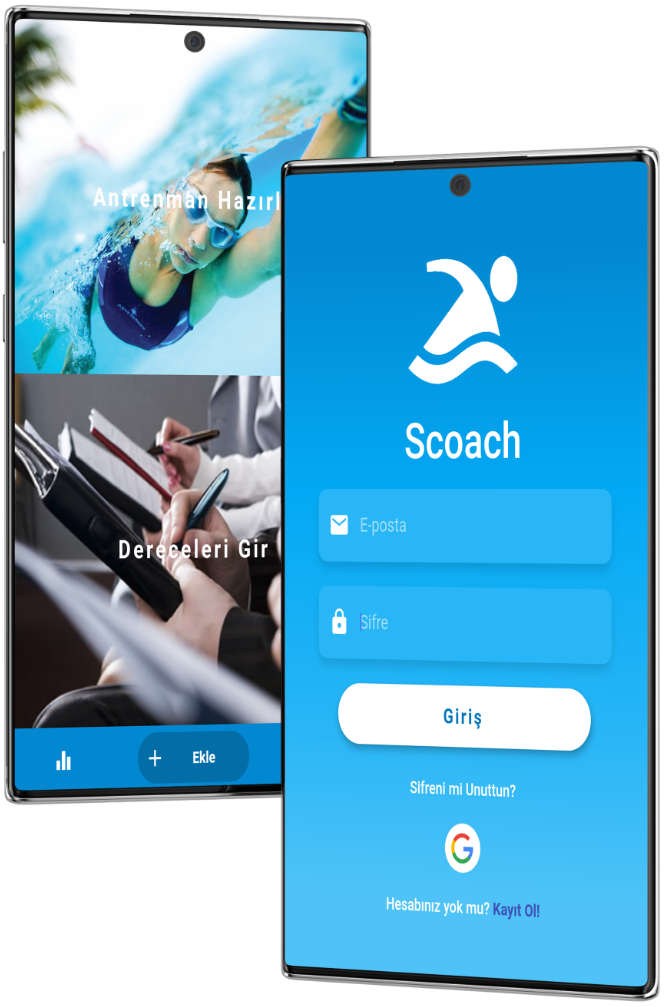 Antrenman Hazırl
Dereceleri Gir
Ekle
Scoach
E-posta
Sifre
Giriş
Sifreni mi Unuttun?
G
Hesabınız yok mu? Kayıt Ol!